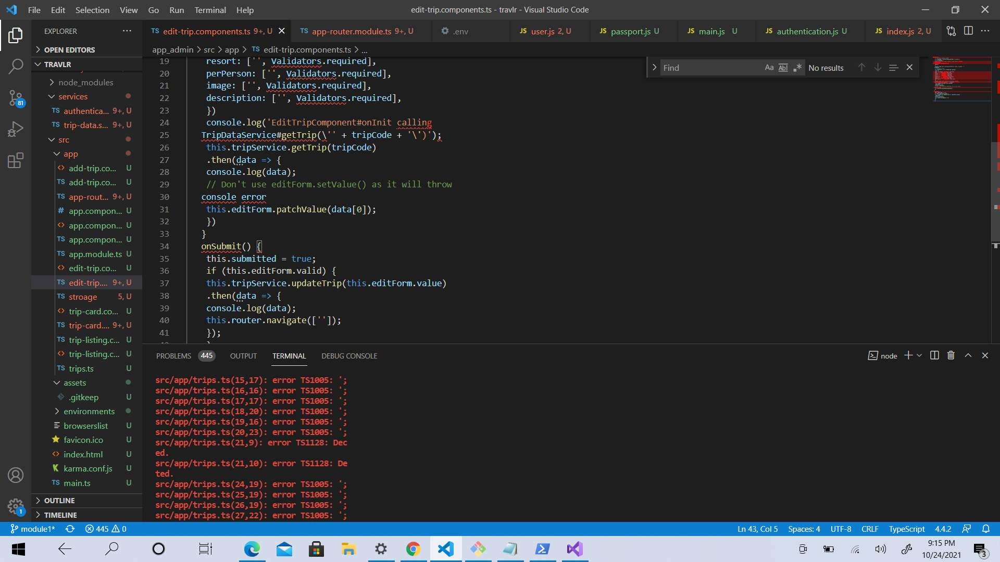 File Edit Selection View Go Run Terminal Help
edit-trip.components.ts - travlr - Visual Studio Code
EXPLORER
OPEN EDITORS
TRAVLR
node_modules
services
TS authentica... 9+, U
TS trip-data.s... 9+, U
src
app
<> add-trip.co... U
TS add-trip.co... U
TS app-rout... 9+, U
# app.compon... U
<> app.compon... U
TS app.compon... U
TS app.module.ts U
<> edit-trip.co... U
TS edit-trip.... 9+, U
TS stroage 5, U
<> trip-card.co... U
TS trip-card.... 9+, U
TS trip-listing.c... U
<> trip-listing.c... U
TS trips.ts U
assets
.gitkeep U
environments
browserslist U
favicon.ico U
<> index.html U
karma.conf.js U
TS main.ts U
OUTLINE
TIMELINE
81
1
TS edit-trip.components.ts 9+, U
TS app-router.module.ts 9+, U
.env
JS user.js 2, U
JS passport.js U
JS main.js U
JS authentication.js U
JS index.js 2, U
app_admin > src > app > TS edit-trip.components.ts > ...
Find Aa Abl .* No results
19 resort: ['', Validators.required],
20 perPerson: ['', Validators.required],
21 image: ['', Validators.required],
22 description: ['', Validators.required],
23 })
24 console.log('EditTripComponent#onInit calling
25 TripDataService#getTrip(\'' + tripCode + '\')');
26 this.tripService.getTrip(tripCode)
27 .then(data => {
28 console.log(data);
29 // Don't use editForm.setValue() as it will throw
30 console error
31 this.editForm.patchValue(data[0]);
32 })
33 }
34 onSubmit() {
35 this.submitted = true;
36 if (this.editForm.valid) {
37 this.tripService.updateTrip(this.editForm.value)
38 .then(data => {
39 console.log(data);
40 this.router.navigate(['']);
41 });
PROBLEMS 445 OUTPUT TERMINAL DEBUG CONSOLE
node
src/app/trips.ts(15,17): error TS1005: ';
src/app/trips.ts(16,16): error TS1005: ';
src/app/trips.ts(17,17): error TS1005: ';
src/app/trips.ts(18,20): error TS1005: ';
src/app/trips.ts(19,16): error TS1005: ';
src/app/trips.ts(20,23): error TS1005: ';
src/app/trips.ts(21,9): error TS1128: Dec
ed.
src/app/trips.ts(21,10): error TS1128: De
ted.
src/app/trips.ts(24,19): error TS1005: ';
src/app/trips.ts(25,19): error TS1005: ';
src/app/trips.ts(26,19): error TS1005: ';
src/app/trips.ts(27,22): error TS1005: ';
module1* 445 0
Ln 43, Col 5 Spaces: 4 UTF-8 CRLF TypeScript 4.4.2
9:15 PM
10/24/2021
3